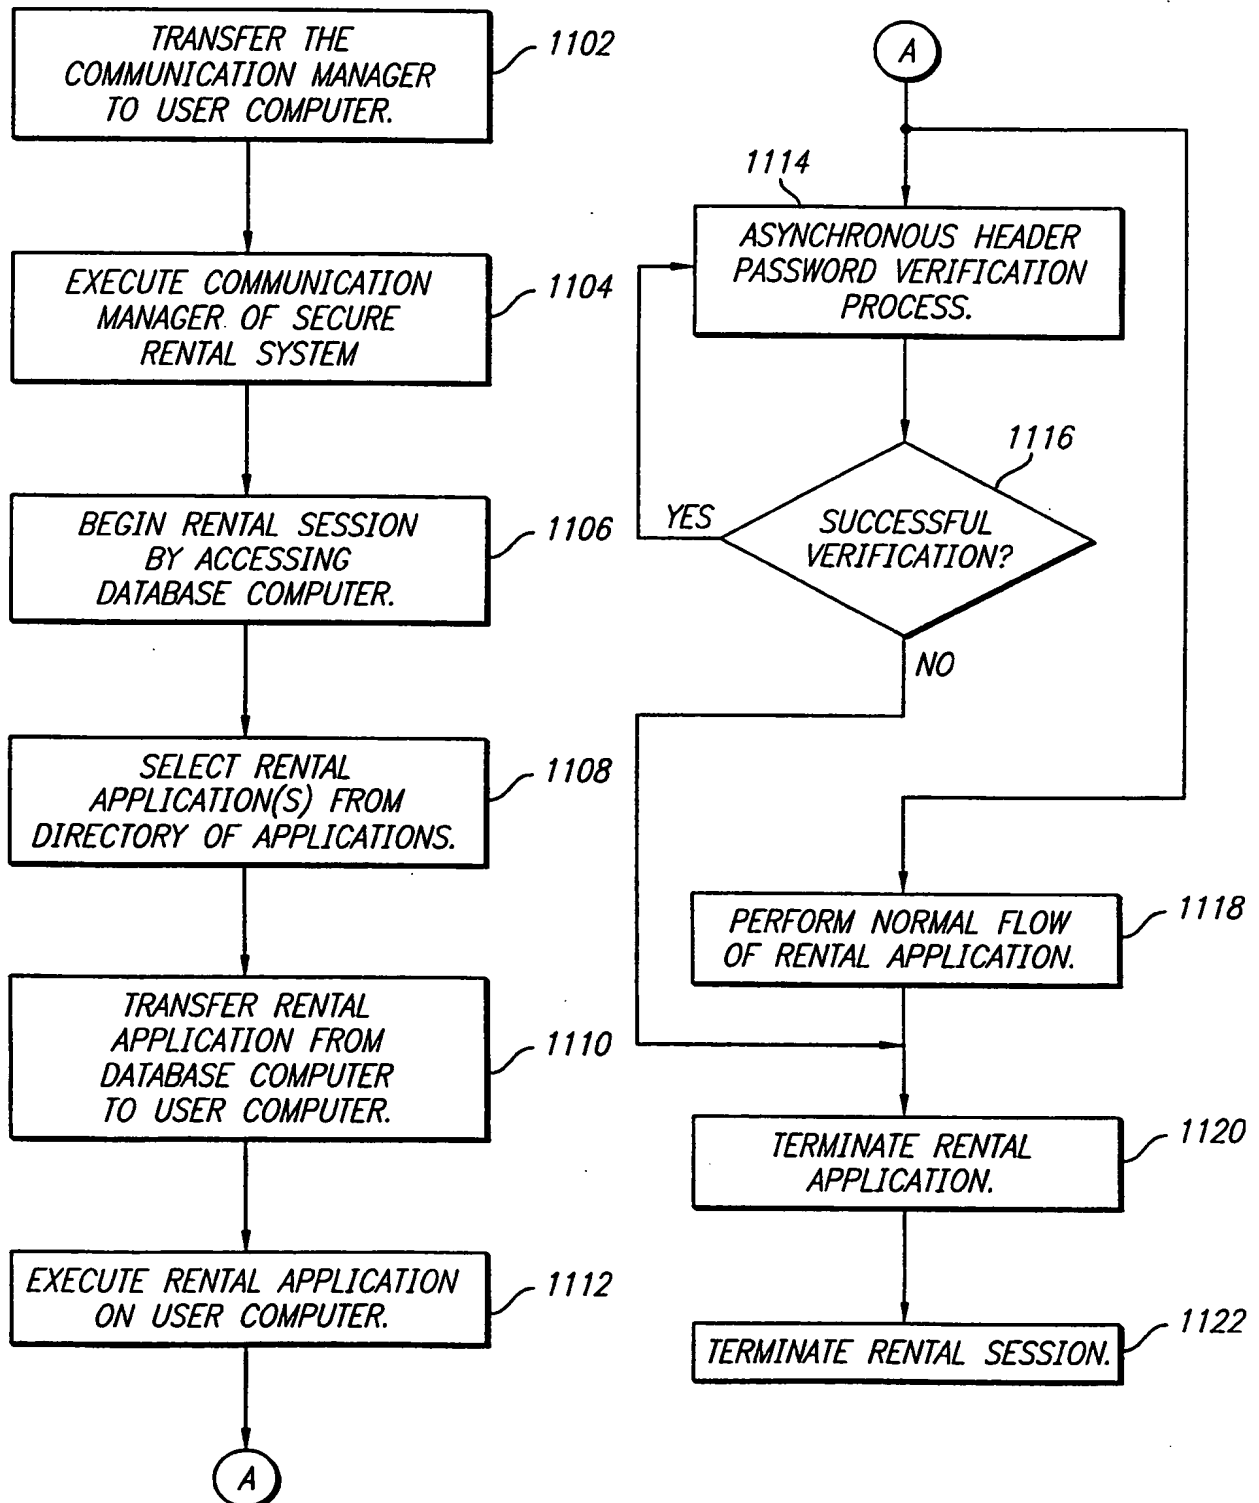 TRANSFER THE
COMMUNICATION MANAGER
TO USER COMPUTER.
1102
EXECUTE COMMUNICATION
MANAGER OF SECURE
RENTAL SYSTEM
1104
BEGIN RENTAL SESSION
BY ACCESSING
DATABASE COMPUTER.
1106
SELECT RENTAL
APPLICATION(S) FROM
DIRECTORY OF APPLICATIONS.
1108
TRANSFER RENTAL
APPLICATION FROM
DATABASE COMPUTER
TO USER COMPUTER.
1110
EXECUTE RENTAL APPLICATION
ON USER COMPUTER.
1112
A
A
1114
ASYNCHRONOUS HEADER
PASSWORD VERIFICATION
PROCESS.
1116
SUCCESSFUL
VERIFICATION?
YES
NO
PERFORM NORMAL FLOW
OF RENTAL APPLICATION.
1118
TERMINATE RENTAL
APPLICATION.
1120
TERMINATE RENTAL SESSION.
1122